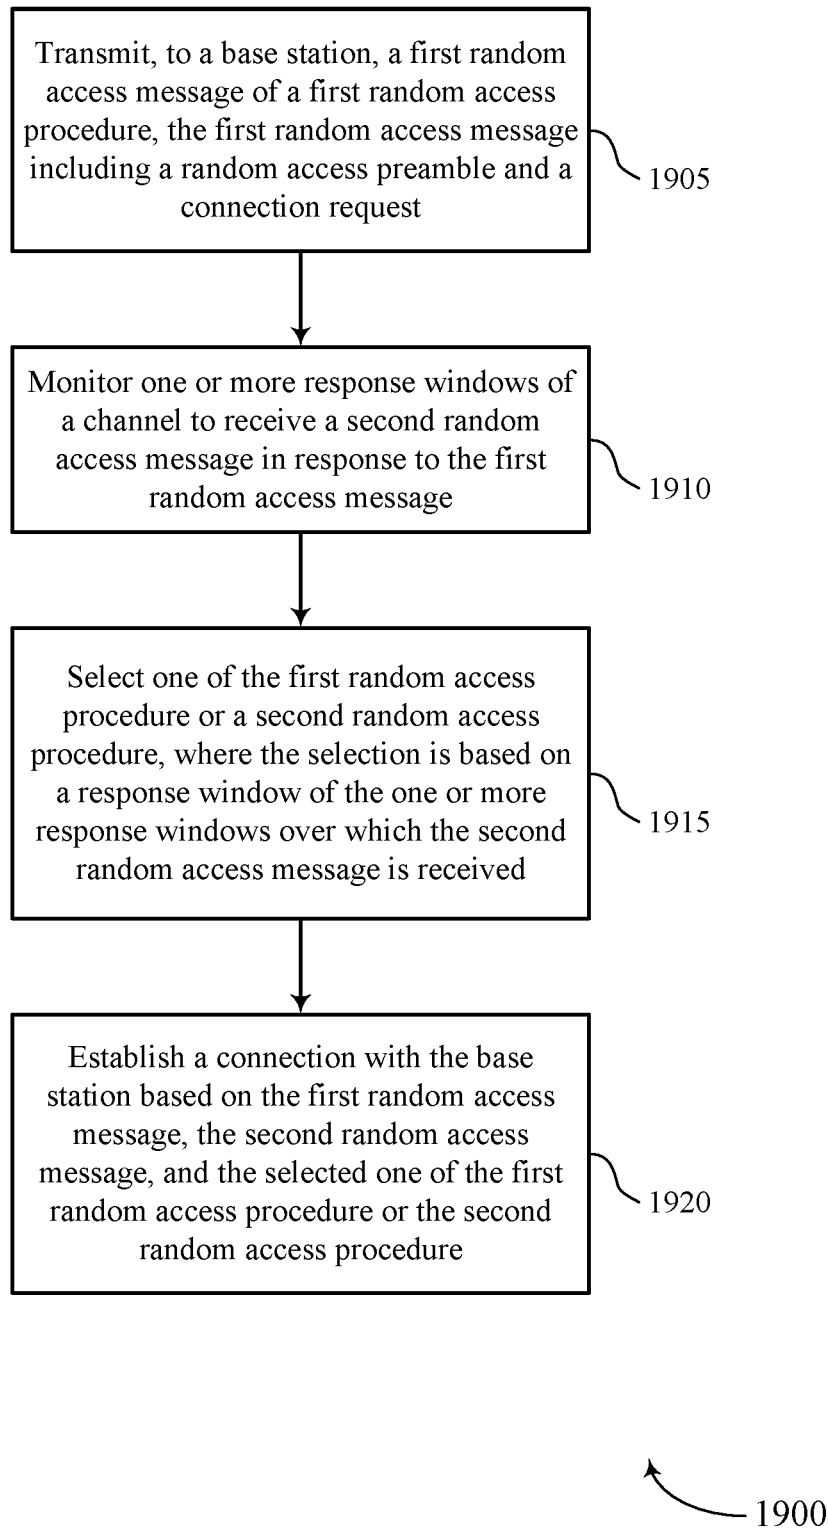 Transmit, to a base station, a first random
access message of a first random access
procedure, the first random access message
including a random access preamble and a
connection request
1905
Monitor one or more response windows of
a channel to receive a second random
access message in response to the first
random access message
1910
Select one of the first random access
procedure or a second random access
procedure, where the selection is based on
a response window of the one or more
response windows over which the second
random access message is received
1915
Establish a connection with the base
station based on the first random access
message, the second random access
message, and the selected one of the first
random access procedure or the second
random access procedure
1920
1900